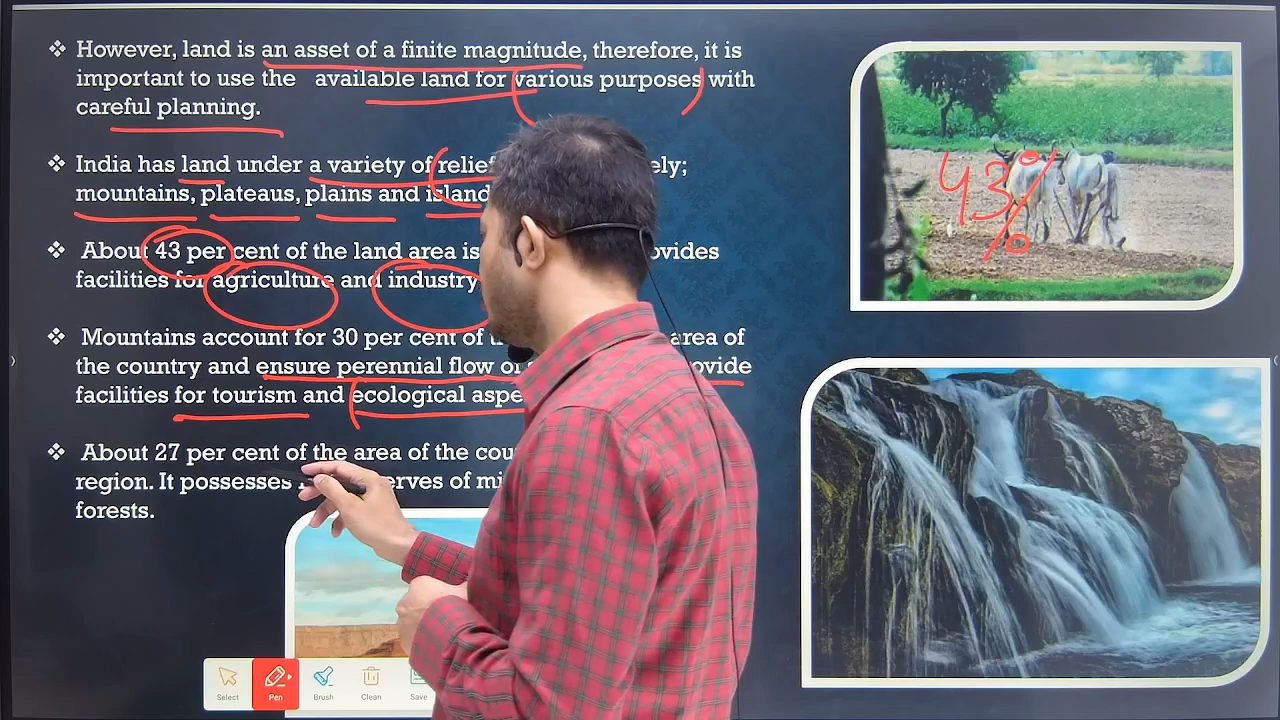 ❖ However, land is an asset of a finite magnitude, therefore, it is
important to use the available land for various purposes with
careful planning.
❖ India has land under a variety of relief ely;
mountains, plateaus, plains and island
❖ About 43 per cent of the land area is ovides
facilities for agriculture and industry
❖ Mountains account for 30 per cent of area of
the country and ensure perennial flow of ovide
facilities for tourism and ecological aspe
❖ About 27 per cent of the area of the cou
region. It possesses erves of mi
forests.
43%
Select
Pen
Brush
Clean
Save